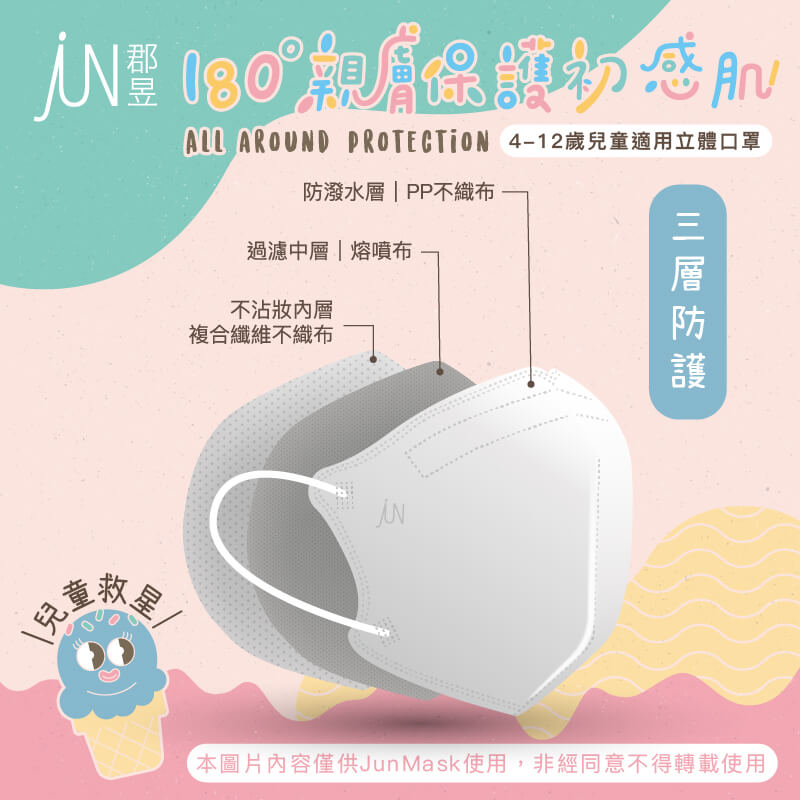 jUN 郡昱
180°親膚保護初感肌
ALL AROUND PROTECTiON
4-12歲兒童適用立體口罩
防潑水層｜PP不織布
過濾中層｜熔噴布
不沾妝內層
複合纖維不織布
三層防護
jUN
兒童救星
本圖片內容僅供JunMask使用，非經同意不得轉載使用